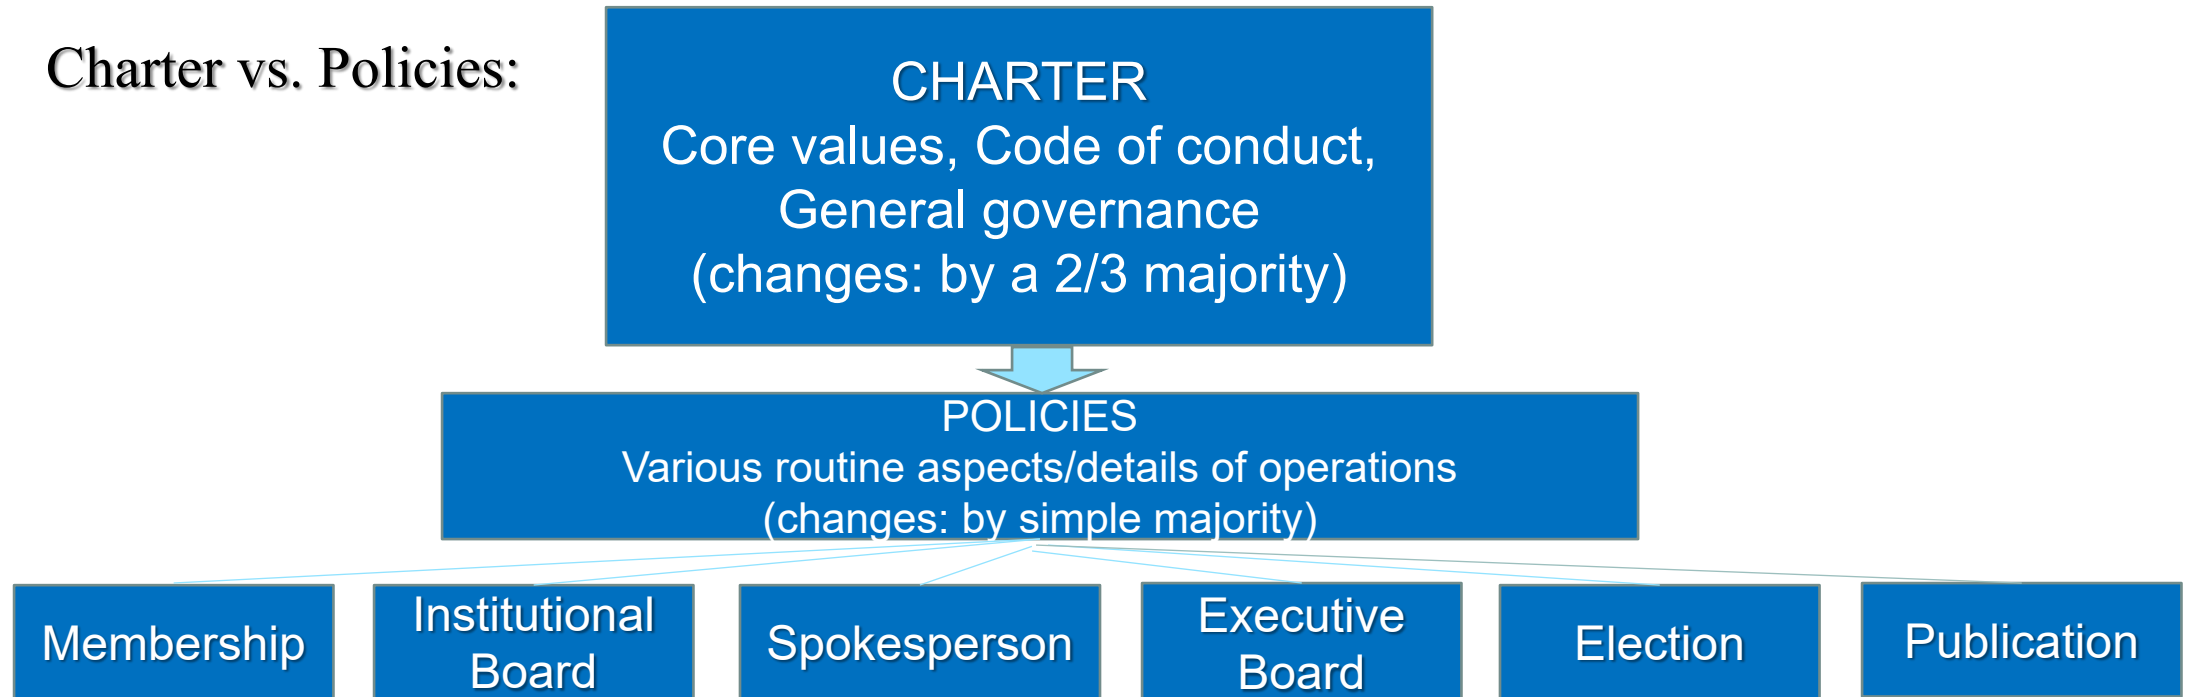 Charter vs. Policies:
CHARTER
Core values, Code of conduct,
General governance
(changes: by a 2/3 majority)
POLICIES
Various routine aspects/details of operations
(changes: by simple majority)
Membership
Institutional
Board
Spokesperson
Executive
Board
Election
Publication